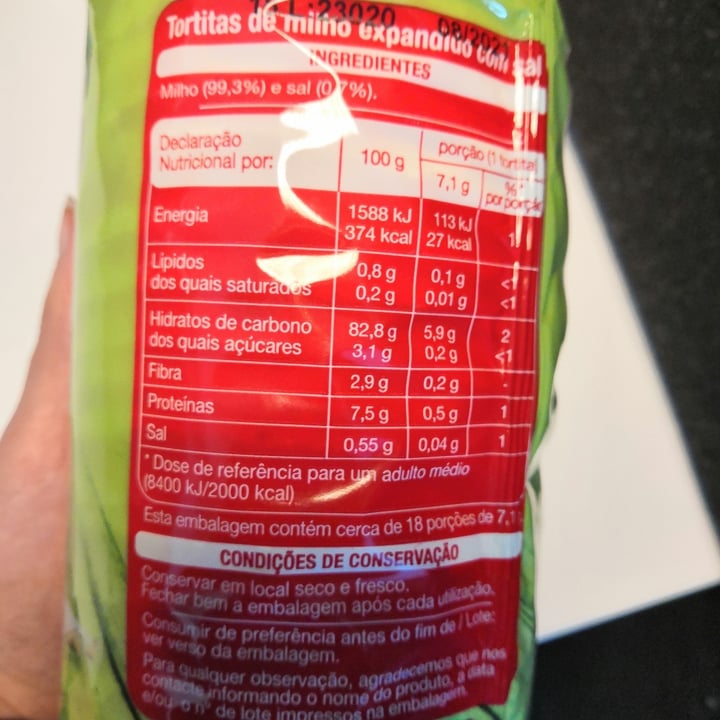 :23020 08/2021
Tortitas de milho expandido com sal
INGREDIENTES
Milho (99,3%) e sal (0,7%).
Declaração
Nutricional por:
100 g
porção (1 tortita)
7,1 g
%*
por porção
Energia 1588 kJ 113 kJ
374 kcal 27 kcal 1
Lípidos 0,8 g 0,1 g <1
dos quais saturados 0,2 g 0,01 g <1
Hidratos de carbono 82,8 g 5,9 g 2
dos quais açúcares 3,1 g 0,2 g <1
Fibra 2,9 g 0,2 g -
Proteínas 7,5 g 0,5 g 1
Sal 0,55 g 0,04 g 1
* Dose de referência para um adulto médio
(8400 kJ/2000 kcal)
Esta embalagem contém cerca de 18 porções de 7,1
CONDIÇÕES DE CONSERVAÇÃO
Conservar em local seco e fresco.
Fechar bem a embalagem após cada utilização.
Consumir de preferência antes do fim de / Lote:
ver verso da embalagem.
Para qualquer observação, agradecemos que nos
contacte informando o nome do produto, a data
e/ou o nº de lote impressos na embalagem.